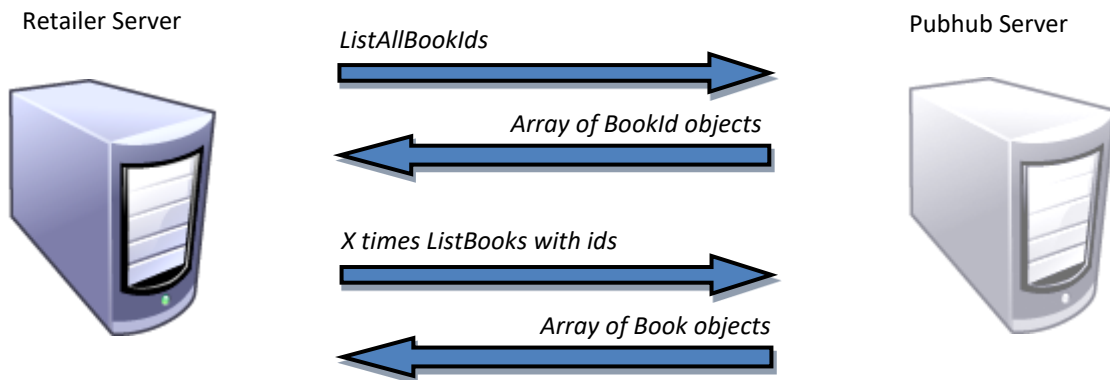 Retailer Server
Pubhub Server
ListAllBookIds
Array of BookId objects
X times ListBooks with ids
Array of Book objects